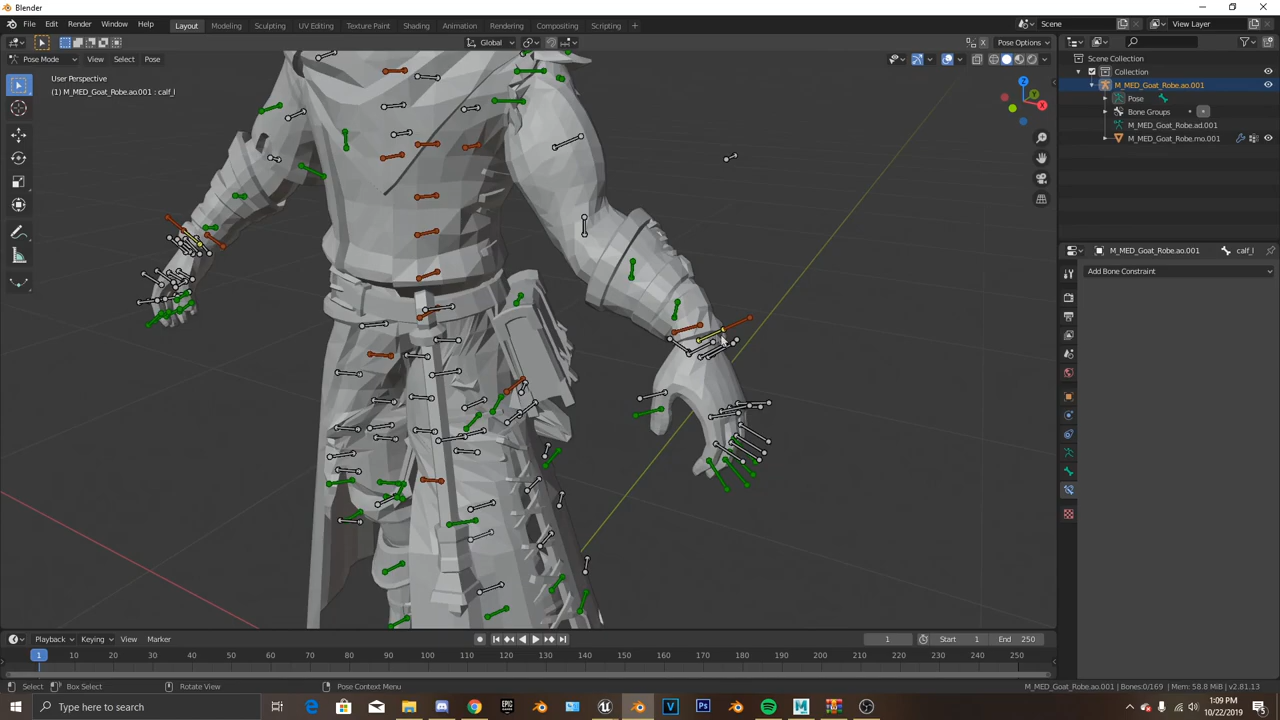 Blender
File Edit Render Window Help Layout Modeling Sculpting UV Editing Texture Paint Shading Animation Rendering Compositing Scripting + Scene View Layer
Global Pose Options
Pose Mode View Select Pose
User Perspective
(1) M_MED_Goat_Robe.ao.001 : calf_l
Z
Y
X
Scene Collection
Collection
M_MED_Goat_Robe.ao.001
Pose
Bone Groups
M_MED_Goat_Robe.ad.001
M_MED_Goat_Robe.mo.001
M_MED_Goat_Robe.ao.001 calf_l
Add Bone Constraint
Playback Keying View Marker 1 Start 1 End 250
1 10 20 30 40 50 60 70 80 90 100 110 120 130 140 150 160 170 180 190 200 210 220 230 240 250
Select Box Select Rotate View Pose Context Menu M_MED_Goat_Robe.ao.001 | Bones:0/169 | Mem: 58.8 MiB | v2.81.13
Type here to search
1:09 PM
10/22/2019